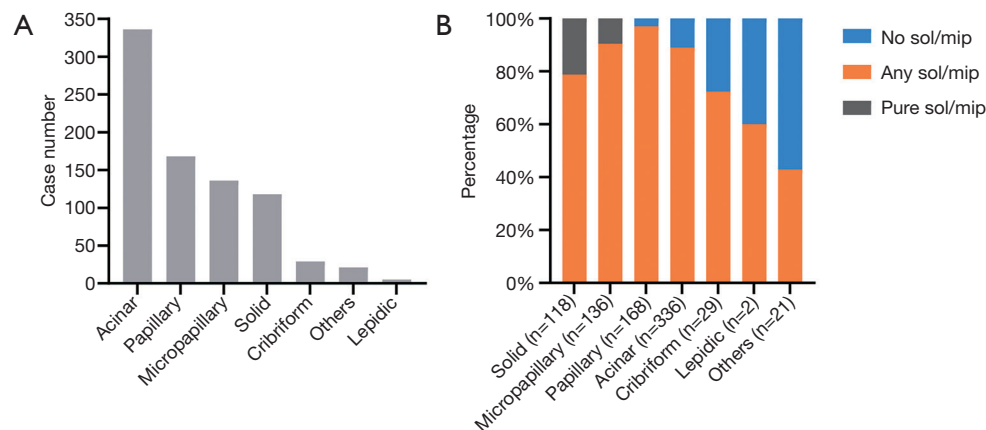 A
Case number
350
300
250
200
150
100
50
0
Acinar
Papillary
Micropapillary
Solid
Cribriform
Others
Lepidic
B
Percentage
100%
80%
60%
40%
20%
0%
Solid (n=118)
Micropapillary (n=136)
Papillary (n=168)
Acinar (n=336)
Cribriform (n=29)
Lepidic (n=2)
Others (n=21)
No sol/mip
Any sol/mip
Pure sol/mip